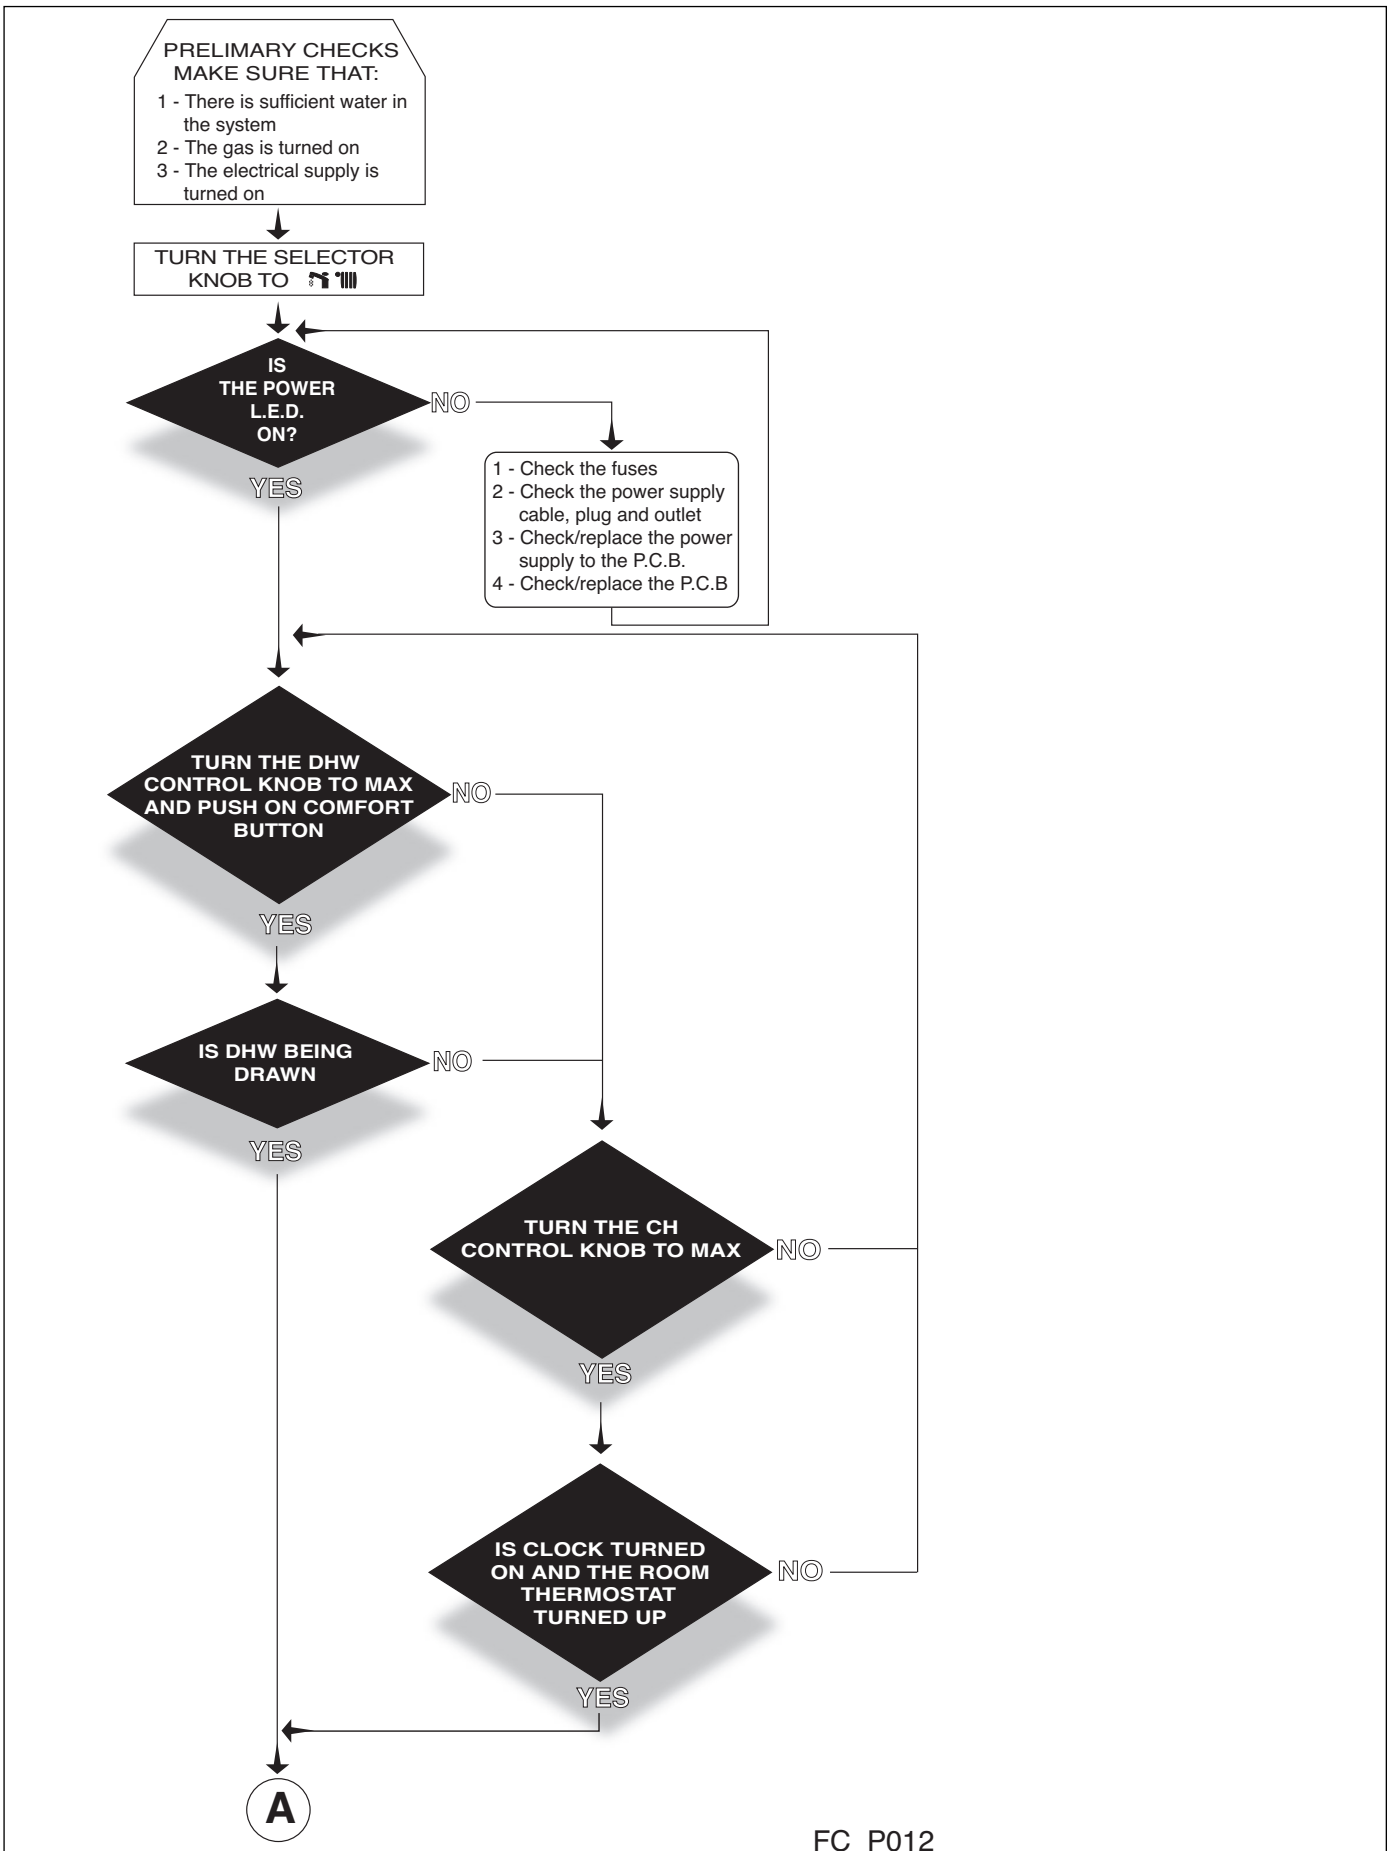 PRELIMARY CHECKS
MAKE SURE THAT:
1 - There is sufficient water in
the system
2 - The gas is turned on
3 - The electrical supply is
turned on
TURN THE SELECTOR
KNOB TO
IS
THE POWER
L.E.D.
ON?
NO
YES
1 - Check the fuses
2 - Check the power supply
cable, plug and outlet
3 - Check/replace the power
supply to the P.C.B.
4 - Check/replace the P.C.B
TURN THE DHW
CONTROL KNOB TO MAX
AND PUSH ON COMFORT
BUTTON
NO
YES
IS DHW BEING
DRAWN
NO
YES
TURN THE CH
CONTROL KNOB TO MAX
NO
YES
IS CLOCK TURNED
ON AND THE ROOM
THERMOSTAT
TURNED UP
NO
YES
A
FC P012